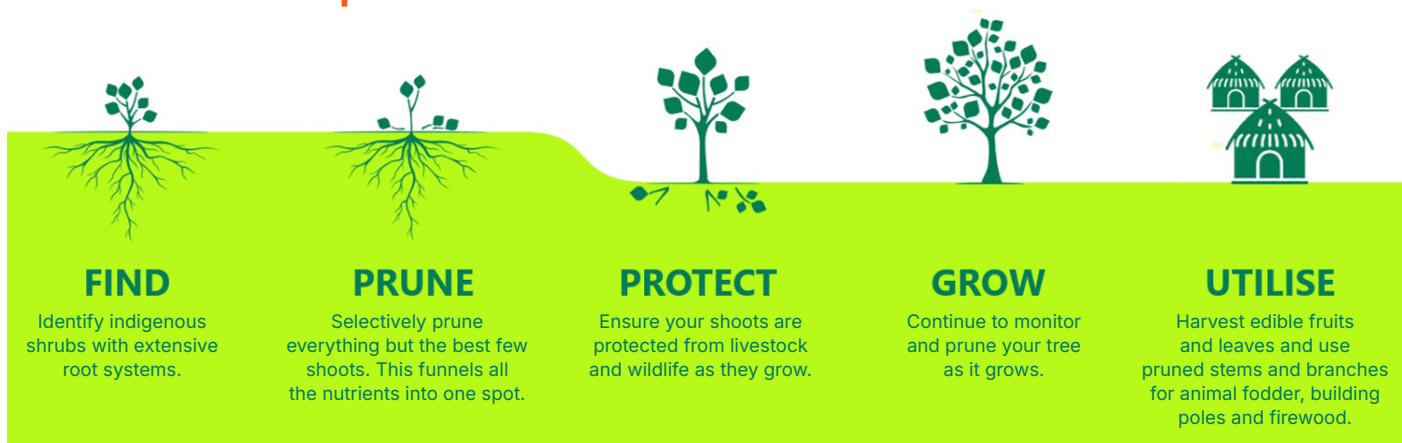 FIND
Identify indigenous
shrubs with extensive
root systems.
PRUNE
Selectively prune
everything but the best few
shoots. This funnels all
the nutrients into one spot.
PROTECT
Ensure your shoots are
protected from livestock
and wildlife as they grow.
GROW
Continue to monitor
and prune your tree
as it grows.
UTILISE
Harvest edible fruits
and leaves and use
pruned stems and branches
for animal fodder, building
poles and firewood.